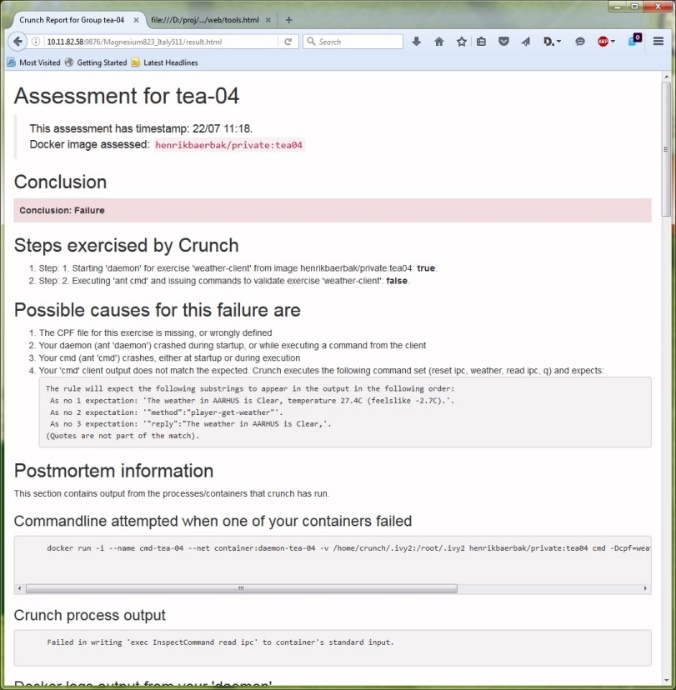 Crunch Report for Group tea-04
file:///D:/proj/.../web/tools.html
10.11.82.58:9876/Magnesium823_Italy511/result.html
Search
0
Most Visited
Getting Started
Latest Headlines
Assessment for tea-04
This assessment has timestamp: 22/07 11:18.
Docker image assessed: henrikbaerbak/private:tea04
Conclusion
Conclusion: Failure
Steps exercised by Crunch
1. Step: 1. Starting 'daemon' for exercise 'weather-client' from image henrikbaerbak/private:tea04: true.
2. Step: 2. Executing 'ant cmd' and issuing commands to validate exercise 'weather-client': false.
Possible causes for this failure are
1. The CPF file for this exercise is missing, or wrongly defined
2. Your daemon (ant 'daemon') crashed during startup, or while executing a command from the client
3. Your cmd (ant 'cmd') crashes, either at startup or during execution
4. Your 'cmd' client output does not match the expected. Crunch executes the following command set (reset ipc, weather, read ipc, q) and expects:
The rule will expect the following substrings to appear in the output in the following order:
As no 1 expectation: 'The weather in AARHUS is Clear, temperature 27.4C (feelslike -2.7C).'.
As no 2 expectation: '"method":"player-get-weather"'.
As no 3 expectation: '"reply":"The weather in AARHUS is Clear,'.
(Quotes are not part of the match).
Postmortem information
This section contains output from the processes/containers that crunch has run.
Commandline attempted when one of your containers failed
docker run -i --name cmd-tea-04 --net container:daemon-tea-04 -v /home/crunch/.ivy2:/root/.ivy2 henrikbaerbak/private:tea04 cmd -Dcpf=wea
Crunch process output
Failed in writing 'exec InspectCommand read ipc' to container's standard input.
Docker logs output from your 'daemon'